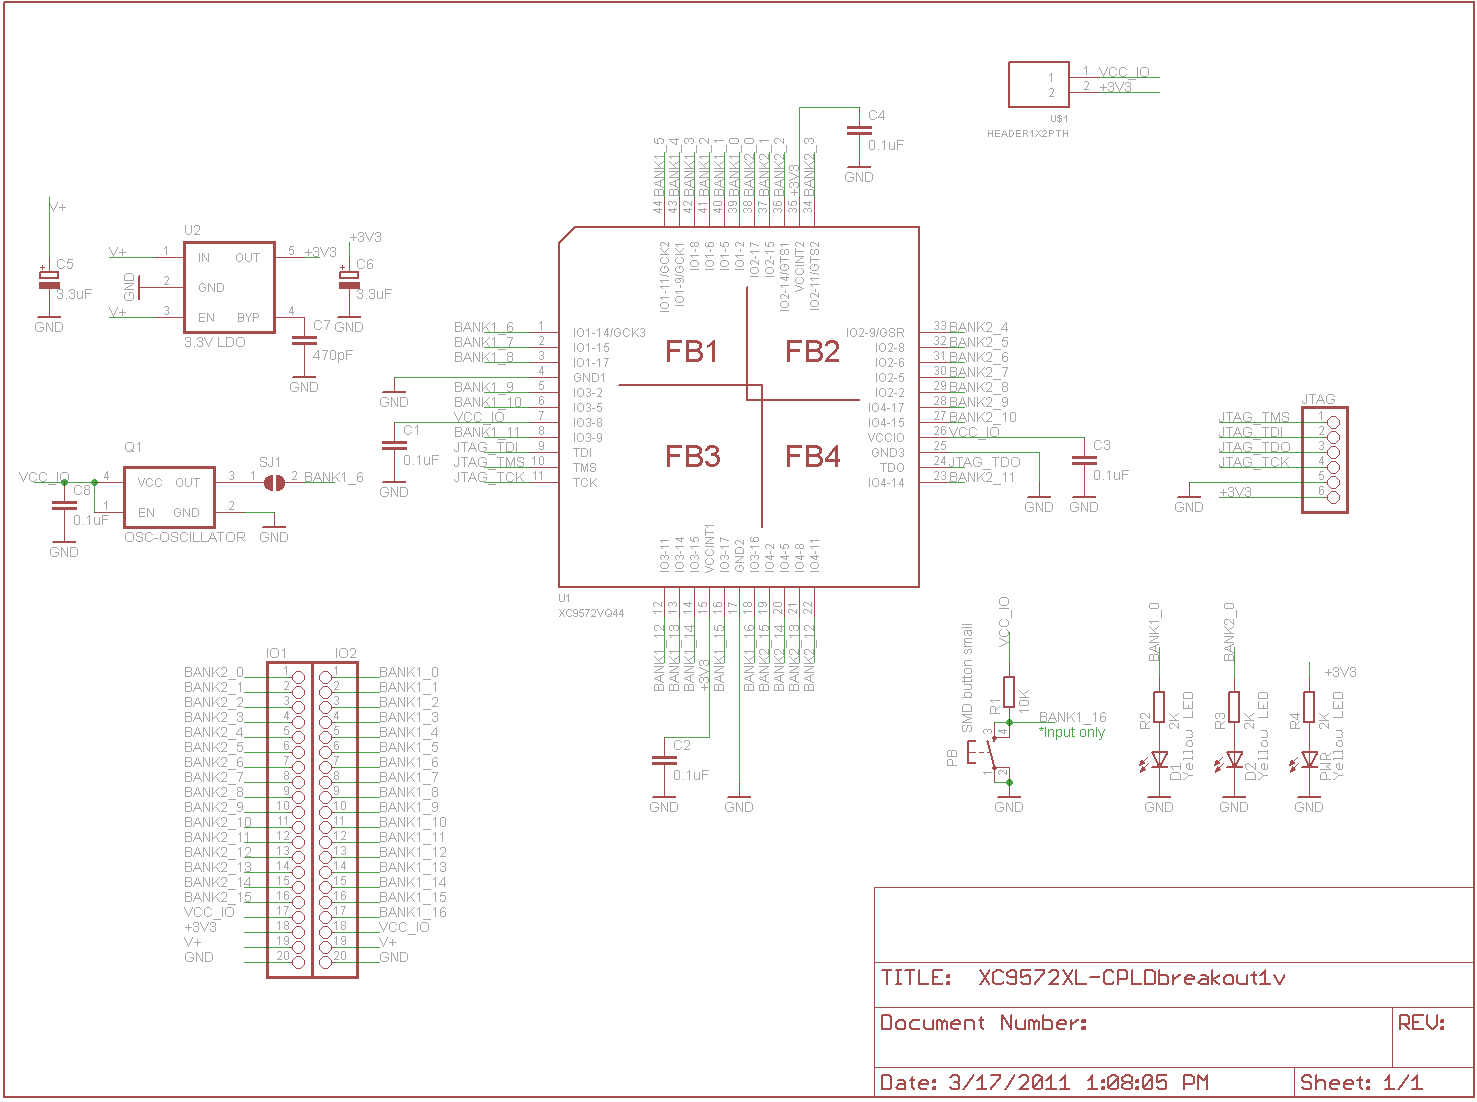 1 VCC_IO
2 +3V3
1
2
U$1
HEADER1X2PTH
C4
0.1uF
GND
44 BANK1_5
43 BANK1_4
42 BANK1_3
41 BANK1_2
40 BANK1_1
39 BANK1_0
38 BANK2_0
37 BANK2_1
36 BANK2_2
35 +3V3
34 BANK2_3
IO1-11/GCK2
IO1-9/GCK1
IO1-8
IO1-6
IO1-5
IO1-2
IO2-17
IO2-15
IO2-14/GTS1
VCCINT2
IO2-11/GTS2
V+
C5
3.3uF
GND
U2
V+ 1 IN OUT 5 +3V3
GND 2 GND
V+ 3 EN BYP 4
3.3V LDO
+3V3
C6
3.3uF
GND
C7
470pF
GND
BANK1_6 1 IO1-14/GCK3
BANK1_7 2 IO1-15
BANK1_8 3 IO1-17
4 GND1
BANK1_9 5 IO3-2
BANK1_10 6 IO3-5
VCC_IO 7 IO3-8
BANK1_11 8 IO3-9
JTAG_TDI 9 TDI
JTAG_TMS 10 TMS
JTAG_TCK 11 TCK
GND
C1
0.1uF
GND
FB1 FB2
FB3 FB4
IO2-9/GSR 33 BANK2_4
IO2-8 32 BANK2_5
IO2-6 31 BANK2_6
IO2-5 30 BANK2_7
IO2-2 29 BANK2_8
IO4-17 28 BANK2_9
IO4-15 27 BANK2_10
VCCIO 26 VCC_IO
GND3 25
TDO 24 JTAG_TDO
IO4-14 23 BANK2_11
C3
0.1uF
GND GND
JTAG
JTAG_TMS 1
JTAG_TDI 2
JTAG_TDO 3
JTAG_TCK 4
5
+3V3 6
GND
Q1
VCC_IO 4 VCC OUT 3
1 EN GND 2
OSC-OSCILLATOR
C8
0.1uF
GND
SJ1
1 2 BANK1_6
GND
IO3-11
IO3-14
IO3-15
VCCINT1
IO3-17
GND2
IO3-16
IO4-2
IO4-5
IO4-8
IO4-11
U1
XC9572VQ44
12 BANK1_12
13 BANK1_13
14 BANK1_14
15 +3V3
16 BANK1_15
17
18 BANK1_16
19 BANK2_15
20 BANK2_14
21 BANK2_13
22 BANK2_12
C2
0.1uF
GND
GND
IO1 IO2
BANK2_0 1 1 BANK1_0
BANK2_1 2 2 BANK1_1
BANK2_2 3 3 BANK1_2
BANK2_3 4 4 BANK1_3
BANK2_4 5 5 BANK1_4
BANK2_5 6 6 BANK1_5
BANK2_6 7 7 BANK1_6
BANK2_7 8 8 BANK1_7
BANK2_8 9 9 BANK1_8
BANK2_9 10 10 BANK1_9
BANK2_10 11 11 BANK1_10
BANK2_11 12 12 BANK1_11
BANK2_12 13 13 BANK1_12
BANK2_13 14 14 BANK1_13
BANK2_14 15 15 BANK1_14
BANK2_15 16 16 BANK1_15
VCC_IO 17 17 BANK1_16
+3V3 18 18 VCC_IO
V+ 19 19 V+
GND 20 20 GND
VCC_IO
R1
10K
SMD button small
PB
3 4
1 2
BANK1_16
*Input only
GND
BANK1_0
R2
2K
D1
Yellow LED
GND
BANK2_0
R3
2K
D2
Yellow LED
GND
+3V3
R4
2K
PWR
Yellow LED
GND
TITLE: XC9572XL-CPLDbreakout1v
Document Number:
REV:
Date: 3/17/2011 1:08:05 PM
Sheet: 1/1